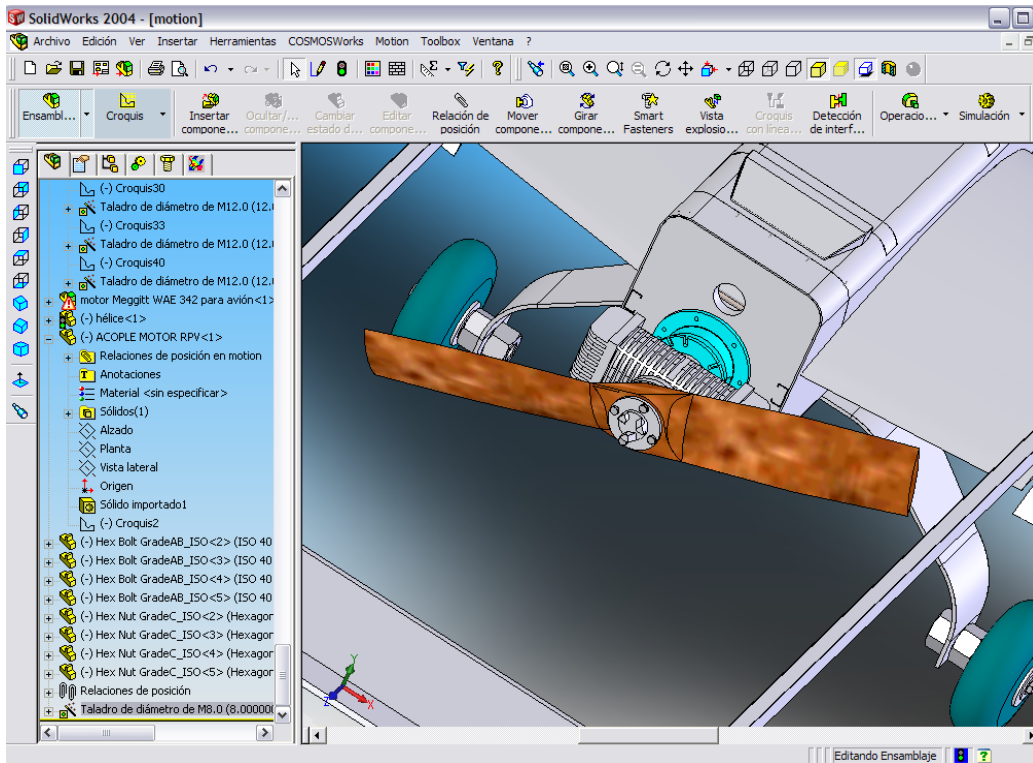 SolidWorks 2004 - [motion]
Archivo Edición Ver Insertar Herramientas COSMOSWorks Motion Toolbox Ventana ?
Ensambl... Croquis Insertar compone... Ocultar/... compone... Cambiar estado d... Editar compone... Relación de posición Mover compone... Girar compone... Smart Fasteners Vista explosio... Croquis con línea... Detección de interf... Operacio... Simulación
(-) Croquis30
Taladro de diámetro de M12.0 (12.
(-) Croquis33
Taladro de diámetro de M12.0 (12.
(-) Croquis40
Taladro de diámetro de M12.0 (12.
motor Meggitt WAE 342 para avión<1>
(-) hélice<1>
(-) ACOPLE MOTOR RPV<1>
Relaciones de posición en motion
Anotaciones
Material <sin especificar>
Sólidos(1)
Alzado
Planta
Vista lateral
Origen
Sólido importado1
(-) Croquis2
(-) Hex Bolt GradeAB_ISO<2> (ISO 40
(-) Hex Bolt GradeAB_ISO<3> (ISO 40
(-) Hex Bolt GradeAB_ISO<4> (ISO 40
(-) Hex Bolt GradeAB_ISO<5> (ISO 40
(-) Hex Nut GradeC_ISO<2> (Hexagor
(-) Hex Nut GradeC_ISO<3> (Hexagor
(-) Hex Nut GradeC_ISO<4> (Hexagor
(-) Hex Nut GradeC_ISO<5> (Hexagor
Relaciones de posición
Taladro de diámetro de M8.0 (8.00000
Y
Z X
Editando Ensamblaje